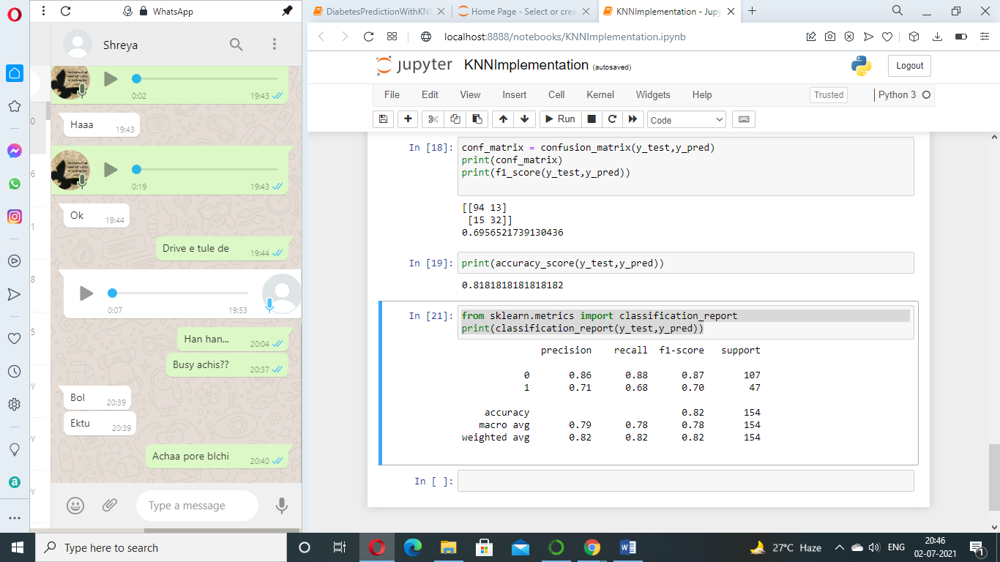 WhatsApp
Shreya
0:02 19:43
Haaa 19:43
0:19 19:43
Ok 19:44
Drive e tule de 19:44
0:07 19:53
Han han... 20:04
Busy achis?? 20:37
Bol 20:39
Ektu 20:39
Achaa pore blchi 20:40
Type a message
0
6
1
8
5
y
y
y
a
DiabetesPredictionWithKN
Home Page - Select or crea
KNNImplementation - Jupy
localhost:8888/notebooks/KNNImplementation.ipynb
jupyter KNNImplementation (autosaved)
Logout
File Edit View Insert Cell Kernel Widgets Help
Trusted
Python 3
Run
Code
In [18]: conf_matrix = confusion_matrix(y_test,y_pred)
print(conf_matrix)
print(f1_score(y_test,y_pred))
[[94 13]
[15 32]]
0.6956521739130436
In [19]: print(accuracy_score(y_test,y_pred))
0.8181818181818182
In [21]: from sklearn.metrics import classification_report
print(classification_report(y_test,y_pred))
precision recall f1-score support
0 0.86 0.88 0.87 107
1 0.71 0.68 0.70 47
accuracy 0.82 154
macro avg 0.79 0.78 0.78 154
weighted avg 0.82 0.82 0.82 154
In [ ]:
Type here to search
27°C Haze
ENG
20:46
02-07-2021
1